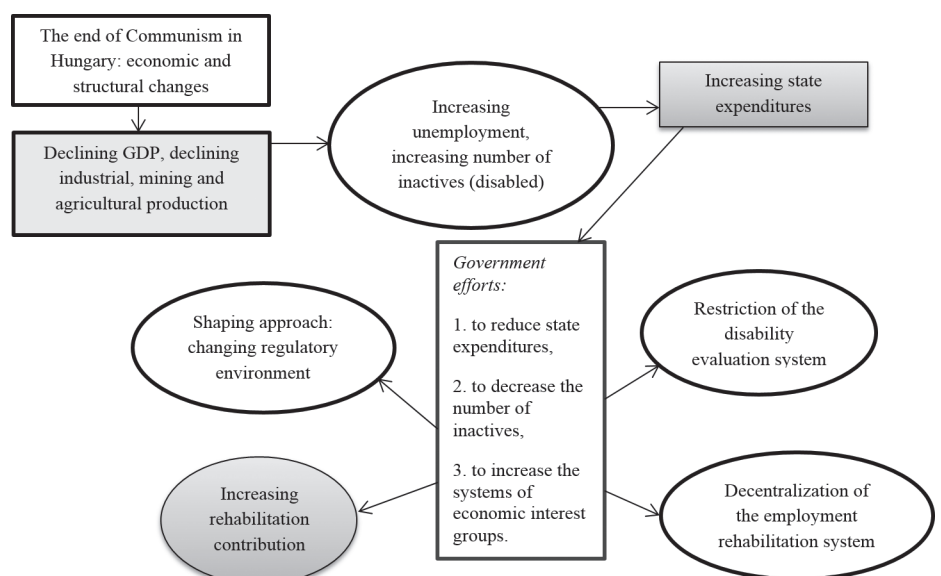 The end of Communism in
Hungary: economic and
structural changes
Declining GDP, declining
industrial, mining and
agricultural production
Increasing
unemployment,
increasing number of
inactives (disabled)
Increasing state
expenditures
Government
efforts:
1. to reduce state
expenditures,
2. to decrease the
number of
inactives,
3. to increase the
systems of
economic interest
groups.
Shaping approach:
changing regulatory
environment
Restriction of the
disability
evaluation system
Increasing
rehabilitation
contribution
Decentralization of
the employment
rehabilitation system